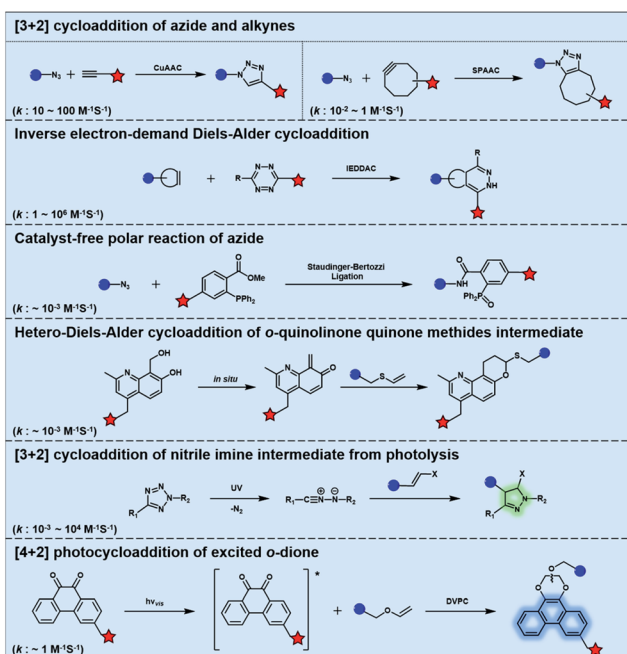 [3+2] cycloaddition of azide and alkynes
N₃ + CuAAC N N N
(k : 10 ~ 100 M⁻¹S⁻¹)
N₃ + SPAAC N N N
(k : 10⁻² ~ 1 M⁻¹S⁻¹)
Inverse electron-demand Diels-Alder cycloaddition
+ R N N N N IEDDAC R N NH
(k : 1 ~ 10⁶ M⁻¹S⁻¹)
Catalyst-free polar reaction of azide
N₃ + O OMe PPh₂ Staudinger-Bertozzi Ligation O NH Ph₂P O
(k : ~ 10⁻³ M⁻¹S⁻¹)
Hetero-Diels-Alder cycloaddition of o-quinolinone quinone methides intermediate
OH N OH in situ N O S N O S
(k : ~ 10⁻³ M⁻¹S⁻¹)
[3+2] cycloaddition of nitrile imine intermediate from photolysis
N N N N–R₂ R₁ UV -N₂ R₁–C≡N–N–R₂ ⊕ ⊖ X X N–R₂ N R₁
(k : 10⁻³ ~ 10⁴ M⁻¹S⁻¹)
[4+2] photocycloaddition of excited o-dione
O O hνvis O O * + O DVPC O O O
(k : ~ 1 M⁻¹S⁻¹)